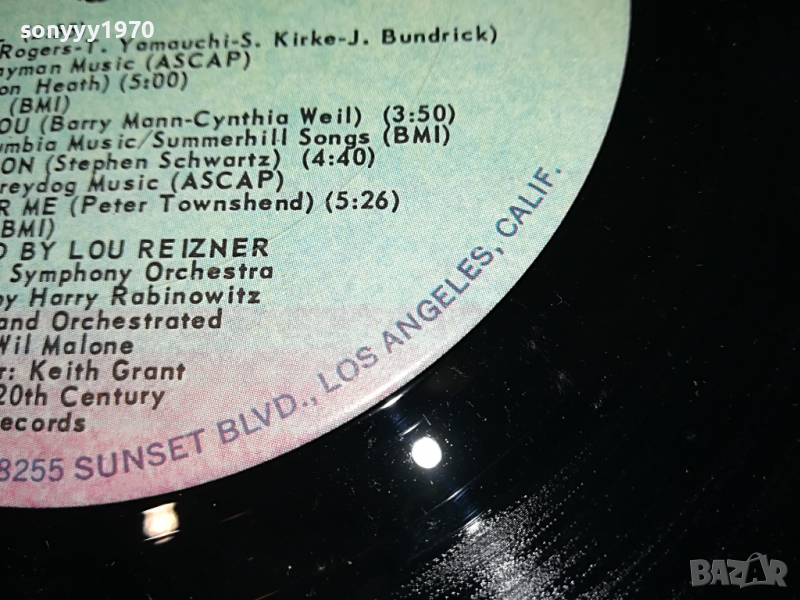 sonyyy1970
Rogers-T. Yamauchi-S. Kirke-J. Bundrick)
ayman Music (ASCAP)
on Heath) (5:00)
(BMI)
OU (Barry Mann-Cynthia Weil) (3:50)
umbia Music/Summerhill Songs (BMI)
ON (Stephen Schwartz) (4:40)
reydog Music (ASCAP)
R ME (Peter Townshend) (5:26)
BMI)
D BY LOU REIZNER
Symphony Orchestra
by Harry Rabinowitz
and Orchestrated
Wil Malone
r: Keith Grant
20th Century
ecords
8255 SUNSET BLVD., LOS ANGELES, CALIF.
BAZAR